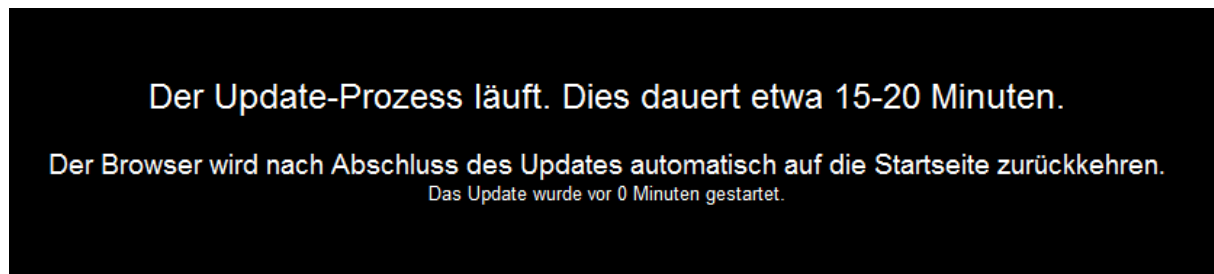 Der Update-Prozess läuft. Dies dauert etwa 15-20 Minuten.
Der Browser wird nach Abschluss des Updates automatisch auf die Startseite zurückkehren.
Das Update wurde vor 0 Minuten gestartet.